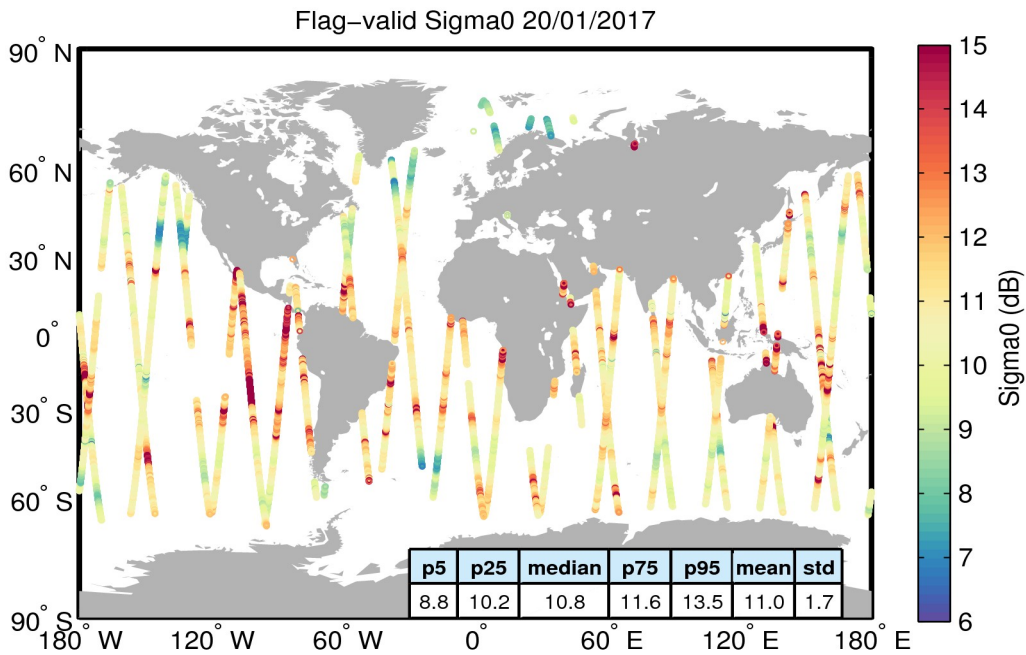 Flag−valid Sigma0 20/01/2017
90° N
60° N
30° N
0°
30° S
60° S
90° S
180° W
120° W
60° W
0°
60° E
120° E
180° E
p5 p25 median p75 p95 mean std
8.8 10.2 10.8 11.6 13.5 11.0 1.7
15
14
13
12
11
10
9
8
7
6
Sigma0 (dB)